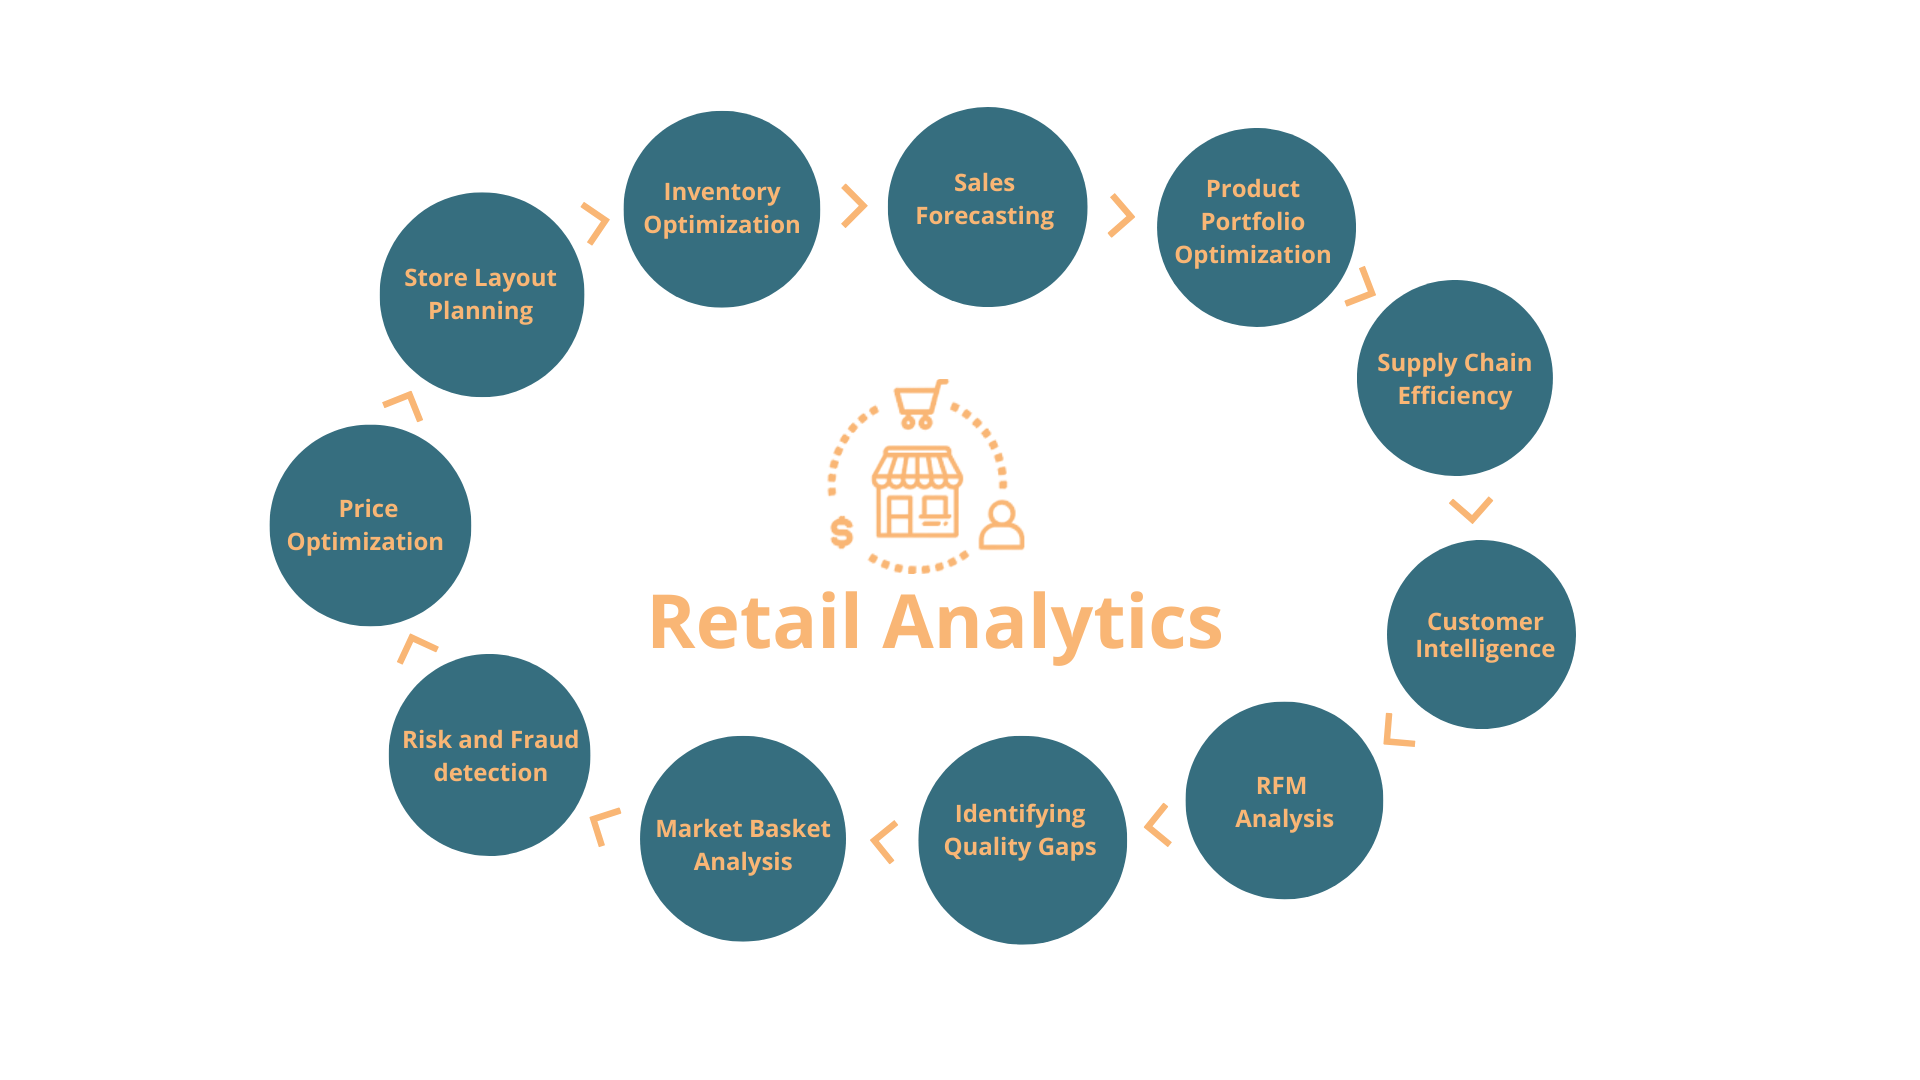 Inventory
Optimization
Sales
Forecasting
Product
Portfolio
Optimization
Supply Chain
Efficiency
Customer
Intelligence
RFM
Analysis
Identifying
Quality Gaps
Market Basket
Analysis
Risk and Fraud
detection
Price
Optimization
Store Layout
Planning
$
Retail Analytics